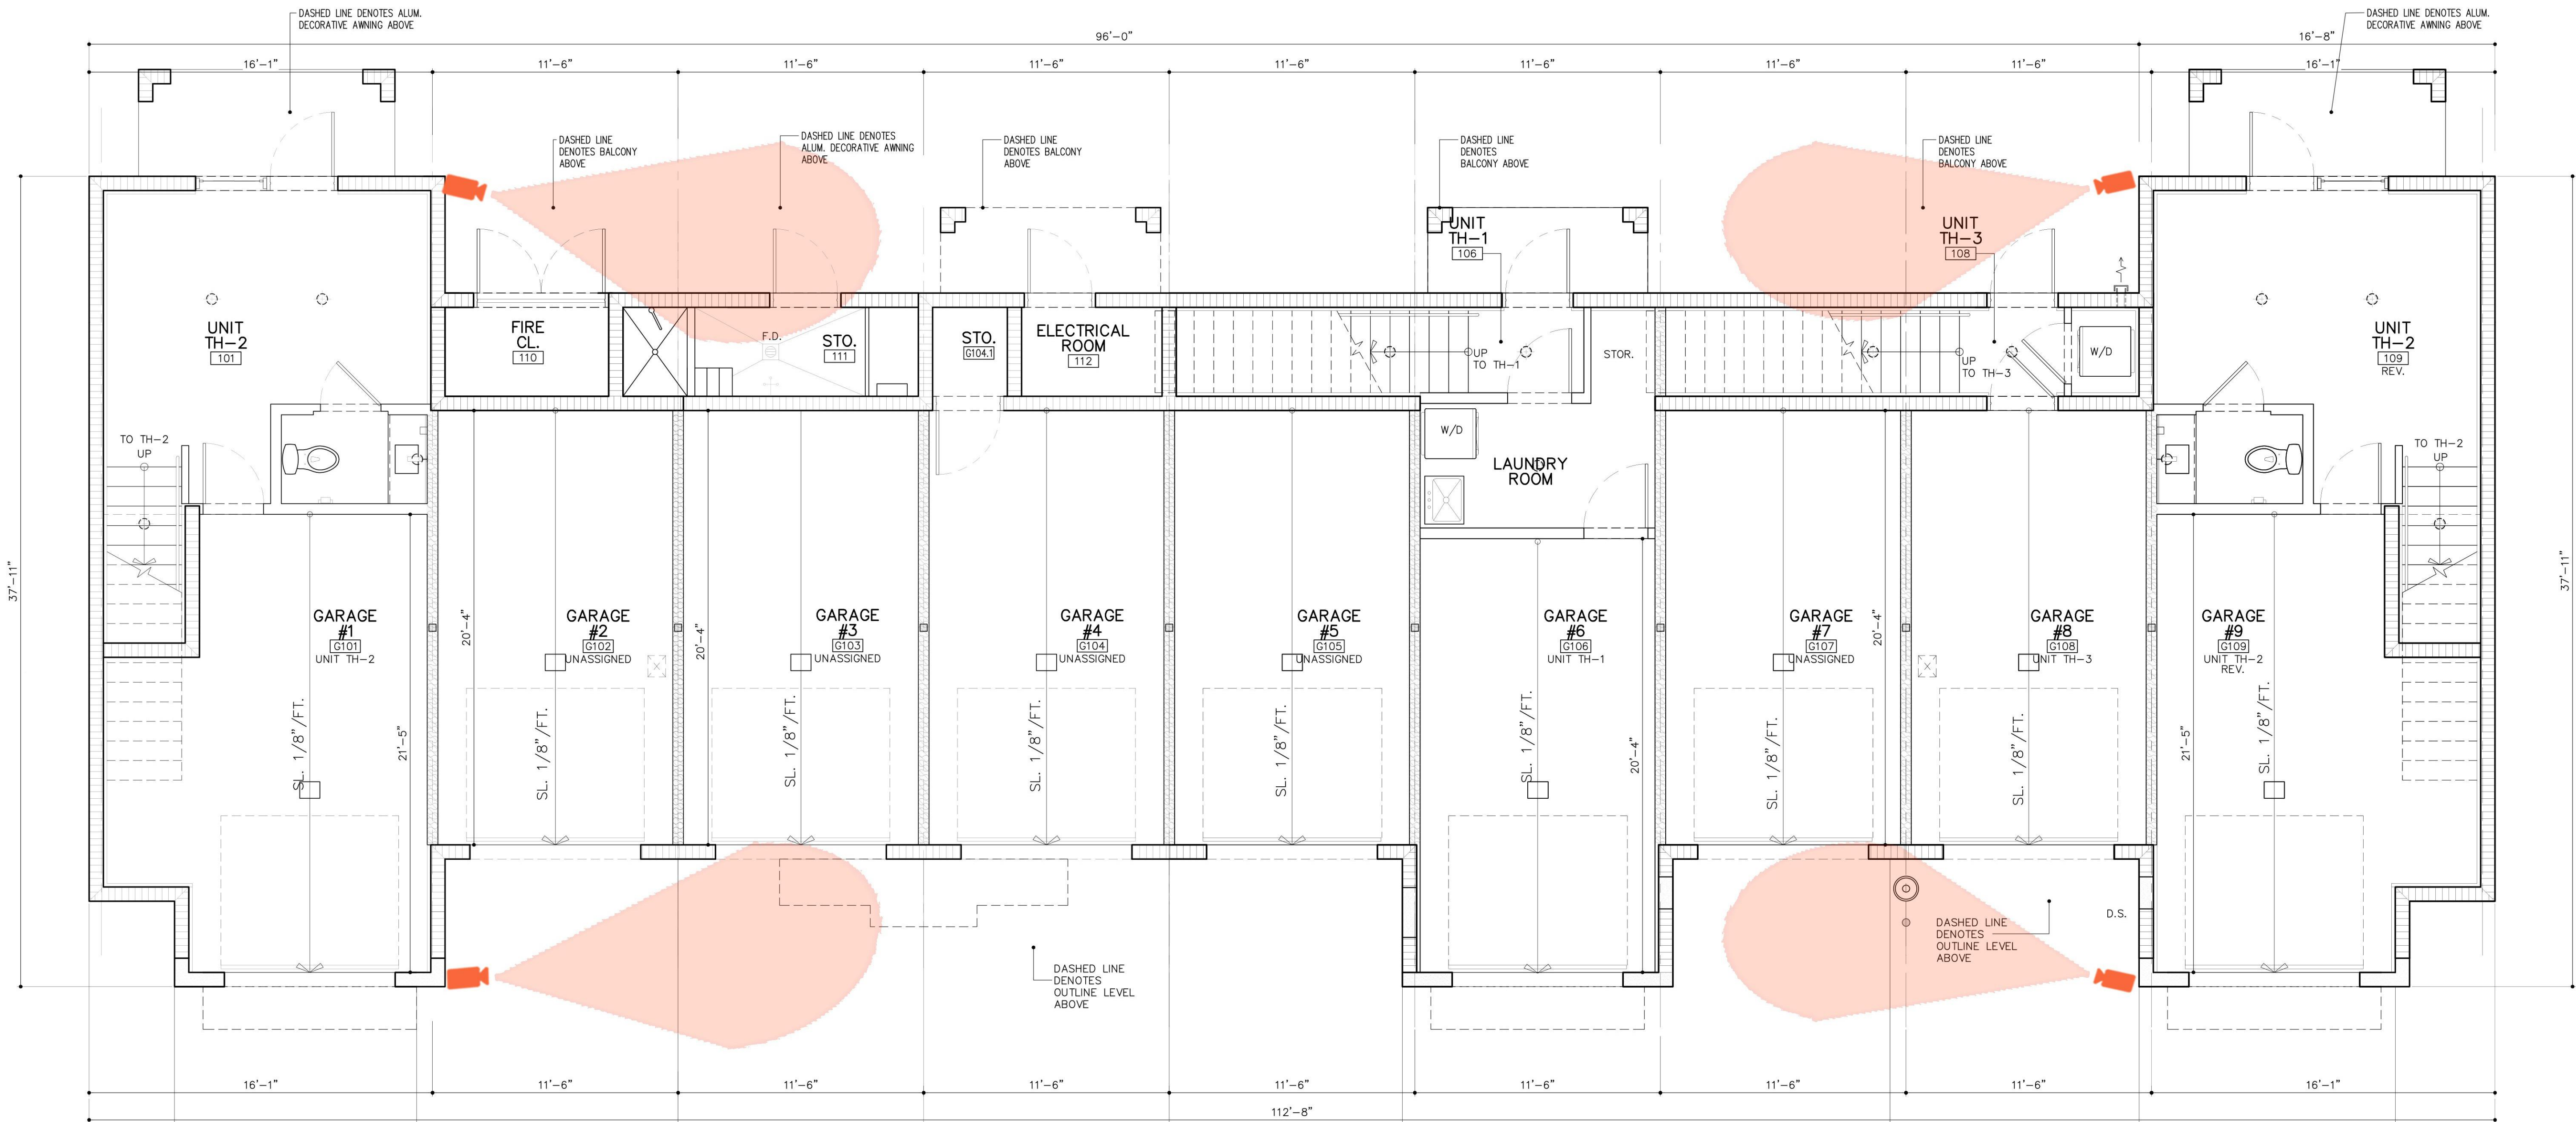 DASHED LINE DENOTES ALUM.
DECORATIVE AWNING ABOVE
DASHED LINE DENOTES ALUM.
DECORATIVE AWNING ABOVE
96'-0"
16'-8"
16'-1"
11'-6"
11'-6"
11'-6"
11'-6"
11'-6"
11'-6"
11'-6"
16'-1"
DASHED LINE
DENOTES BALCONY
ABOVE
DASHED LINE DENOTES
ALUM. DECORATIVE AWNING
ABOVE
DASHED LINE
DENOTES BALCONY
ABOVE
DASHED LINE
DENOTES
BALCONY ABOVE
DASHED LINE
DENOTES
BALCONY ABOVE
UNIT
TH-1
106
UNIT
TH-3
108
UNIT
TH-2
101
FIRE
CL.
110
F.D.
STO.
111
STO.
G104.1
ELECTRICAL
ROOM
112
UP
TO TH-1
STOR.
UP
TO TH-3
W/D
UNIT
TH-2
109
REV.
TO TH-2
UP
W/D
LAUNDRY
ROOM
TO TH-2
UP
37'-11"
37'-11"
GARAGE
#1
G101
UNIT TH-2
GARAGE
#2
G102
UNASSIGNED
GARAGE
#3
G103
UNASSIGNED
GARAGE
#4
G104
UNASSIGNED
GARAGE
#5
G105
UNASSIGNED
GARAGE
#6
G106
UNIT TH-1
GARAGE
#7
G107
UNASSIGNED
GARAGE
#8
G108
UNIT TH-3
GARAGE
#9
G109
UNIT TH-2
REV.
20'-4"
20'-4"
20'-4"
SL. 1/8"/FT.
21'-5"
SL. 1/8"/FT.
SL. 1/8"/FT.
SL. 1/8"/FT.
SL. 1/8"/FT.
SL. 1/8"/FT.
20'-4"
SL. 1/8"/FT.
SL. 1/8"/FT.
21'-5"
SL. 1/8"/FT.
DASHED LINE
DENOTES
OUTLINE LEVEL
ABOVE
DASHED LINE
DENOTES
OUTLINE LEVEL
ABOVE
D.S.
16'-1"
11'-6"
11'-6"
11'-6"
11'-6"
11'-6"
11'-6"
11'-6"
16'-1"
112'-8"